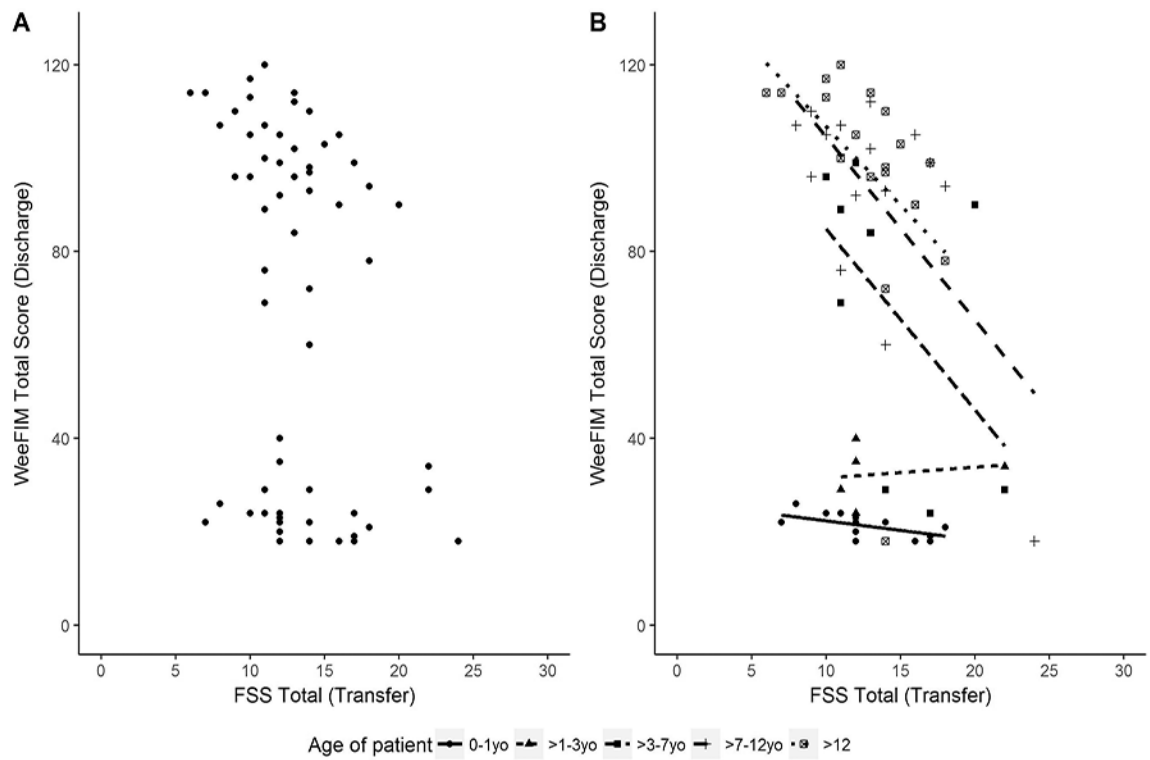 A
B
WeeFIM Total Score (Discharge)
120
80
40
0
0 5 10 15 20 25 30
FSS Total (Transfer)
WeeFIM Total Score (Discharge)
120
80
40
0
0 5 10 15 20 25 30
FSS Total (Transfer)
Age of patient 0-1yo >1-3yo >3-7yo >7-12yo >12